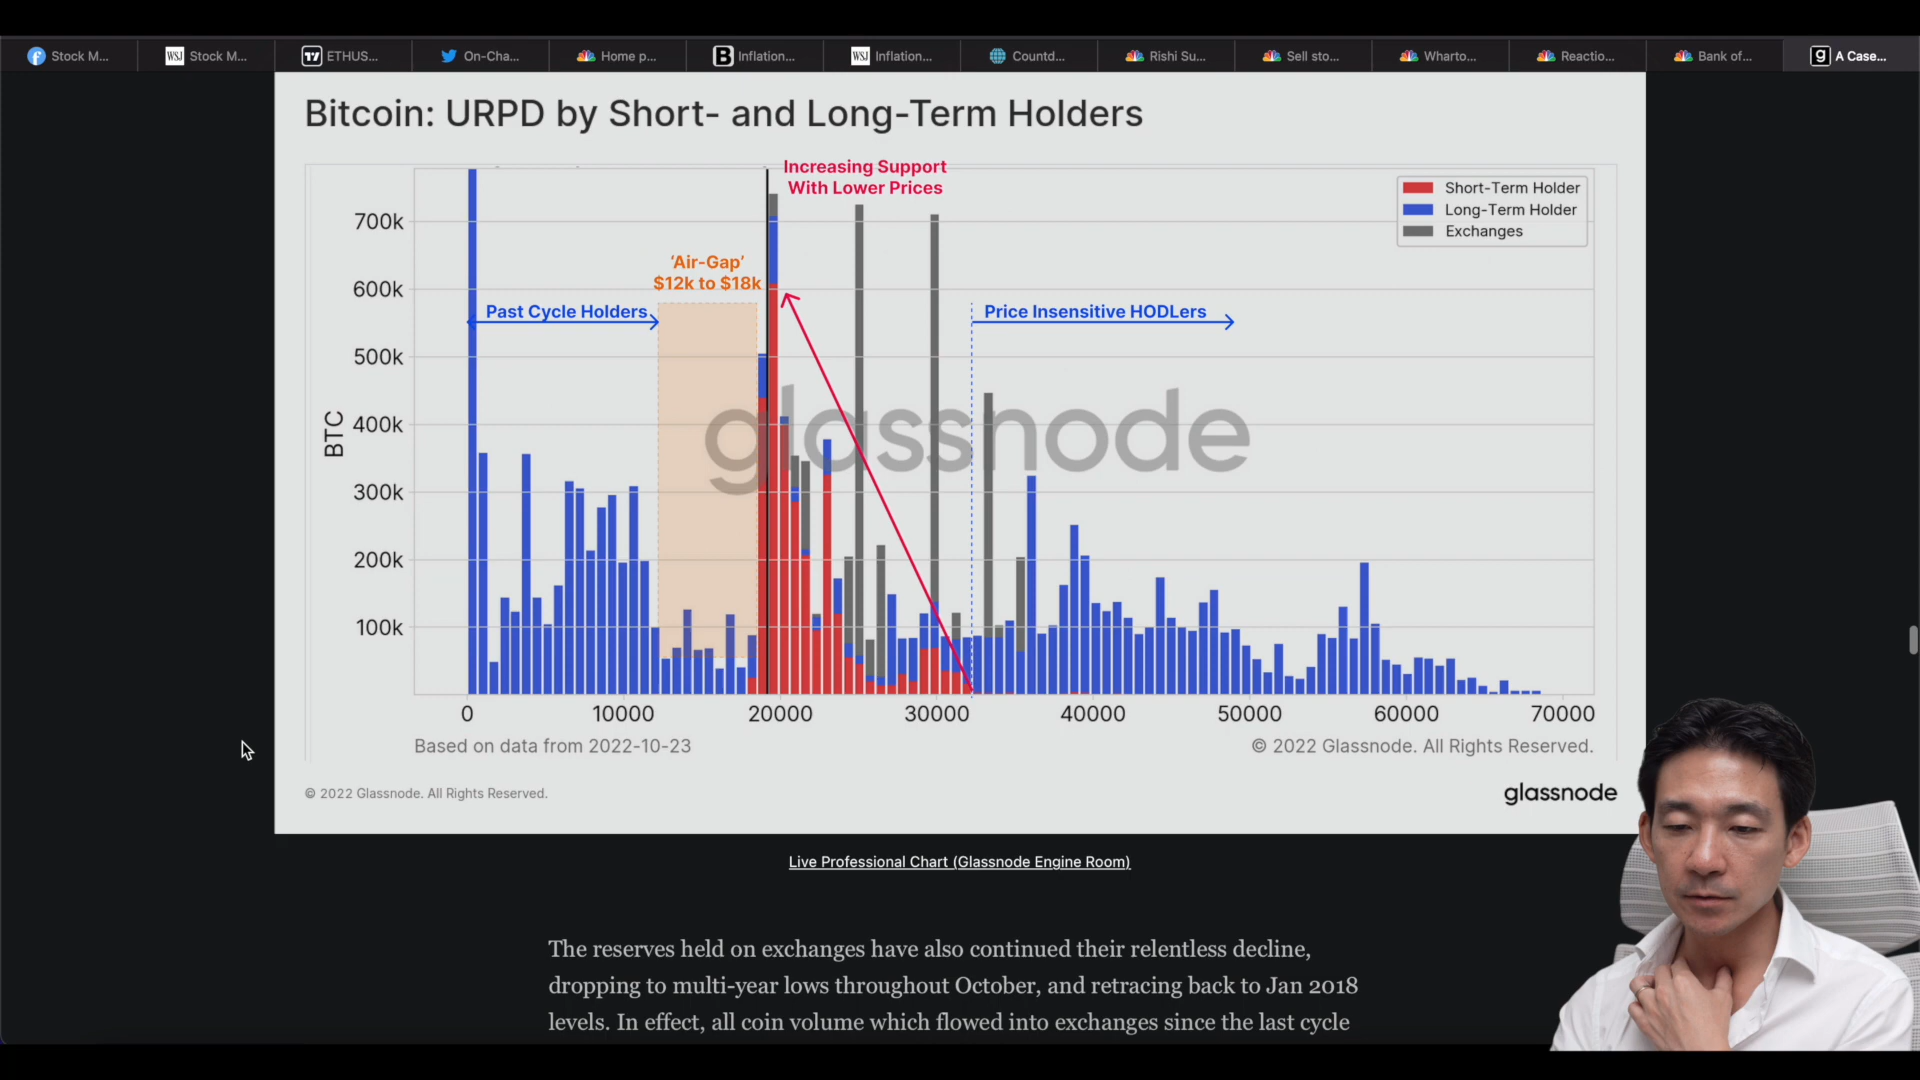 Stock M...
WSJ
Stock M...
17
ETHUS...
On-Cha...
Home p...
B
Inflation...
WSJ
Inflation...
Countd...
Rishi Su...
Sell sto...
Wharto...
Reactio...
Bank of...
g
A Case...
Bitcoin: URPD by Short- and Long-Term Holders
Increasing Support
With Lower Prices
Short-Term Holder
Long-Term Holder
Exchanges
'Air-Gap'
$12k to $18k
Past Cycle Holders
Price Insensitive HODLers
BTC
700k
600k
500k
400k
300k
200k
100k
glassnode
0
10000
20000
30000
40000
50000
60000
70000
Based on data from 2022-10-23
© 2022 Glassnode. All Rights Reserved.
© 2022 Glassnode. All Rights Reserved.
glassnode
Live Professional Chart (Glassnode Engine Room)
The reserves held on exchanges have also continued their relentless decline,
dropping to multi-year lows throughout October, and retracing back to Jan 2018
levels. In effect, all coin volume which flowed into exchanges since the last cycle